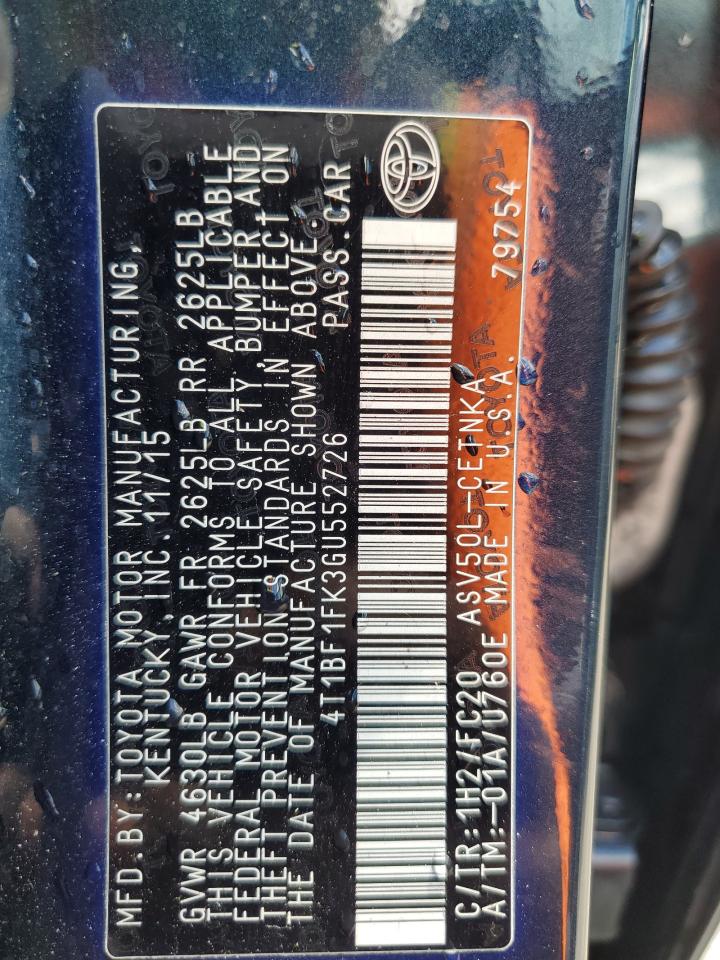 MFD.BY:TOYOTA MOTOR MANUFACTURING,
KENTUCKY,INC.11/15
GVWR 4630LB GAWR FR 2625LB RR 2625LB
THIS VEHICLE CONFORMS TO ALL APPLICABLE
FEDERAL MOTOR VEHICLE SAFETY, BUMPER AND
THEFT PREVENTION STANDARDS IN EFFECT ON
THE DATE OF MANUFACTURE SHOWN ABOVE.
4T1BF1FK3GU552726 PASS.CAR
C/TR:1H2/FC20 ASV50L-CETNKA
A/TM:-01A/U760E MADE IN U.S.A. 79754